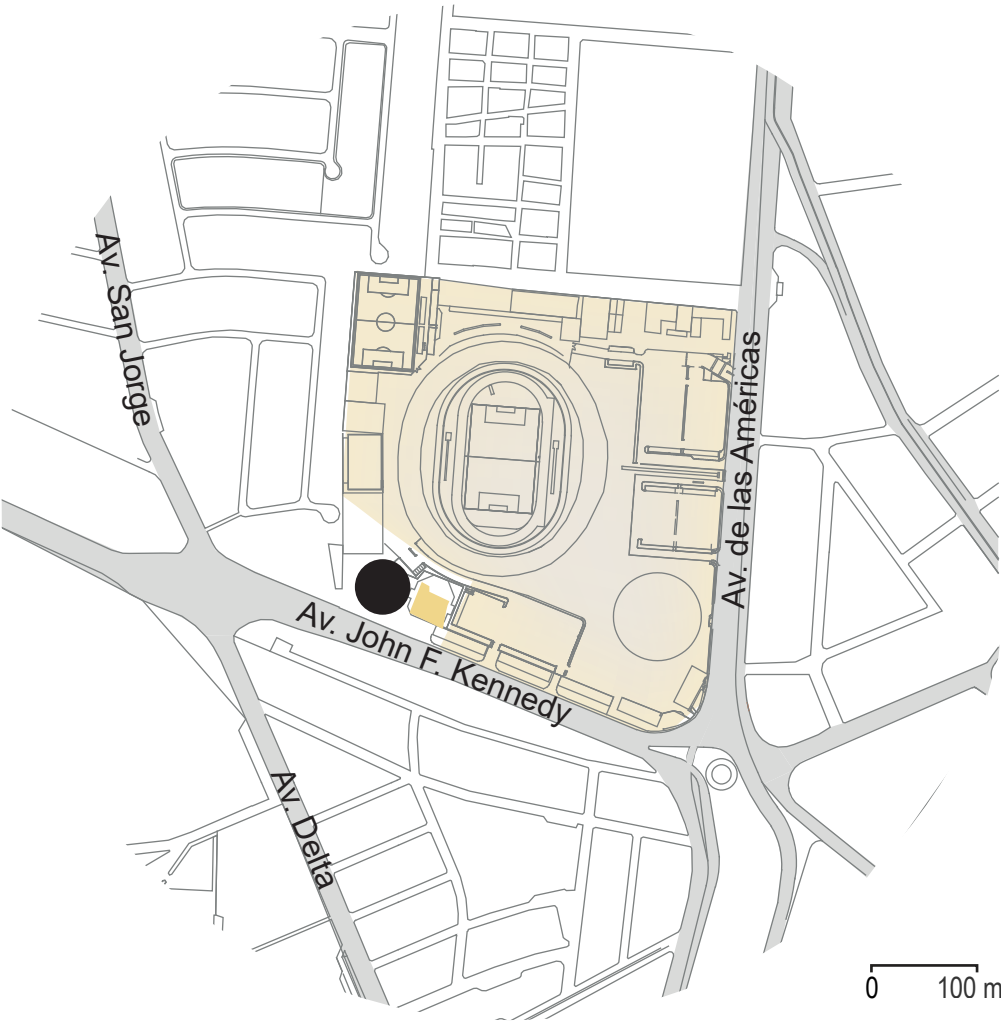 Av. San Jorge
Av. de las Américas
Av. John F. Kennedy
Av. Delta
0 100 m